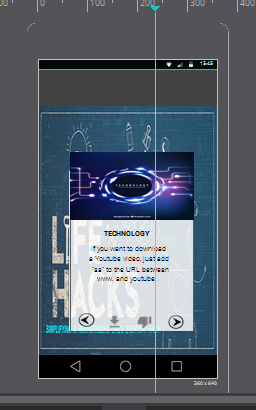 0
100
200
300
400
15:45
LIFE
HACKS
TECHNOLOGY
TECHNOLOGY
If you want to download
a Youtube video, just add
"ss" to the URL between
www. and youtube.
360 x 640